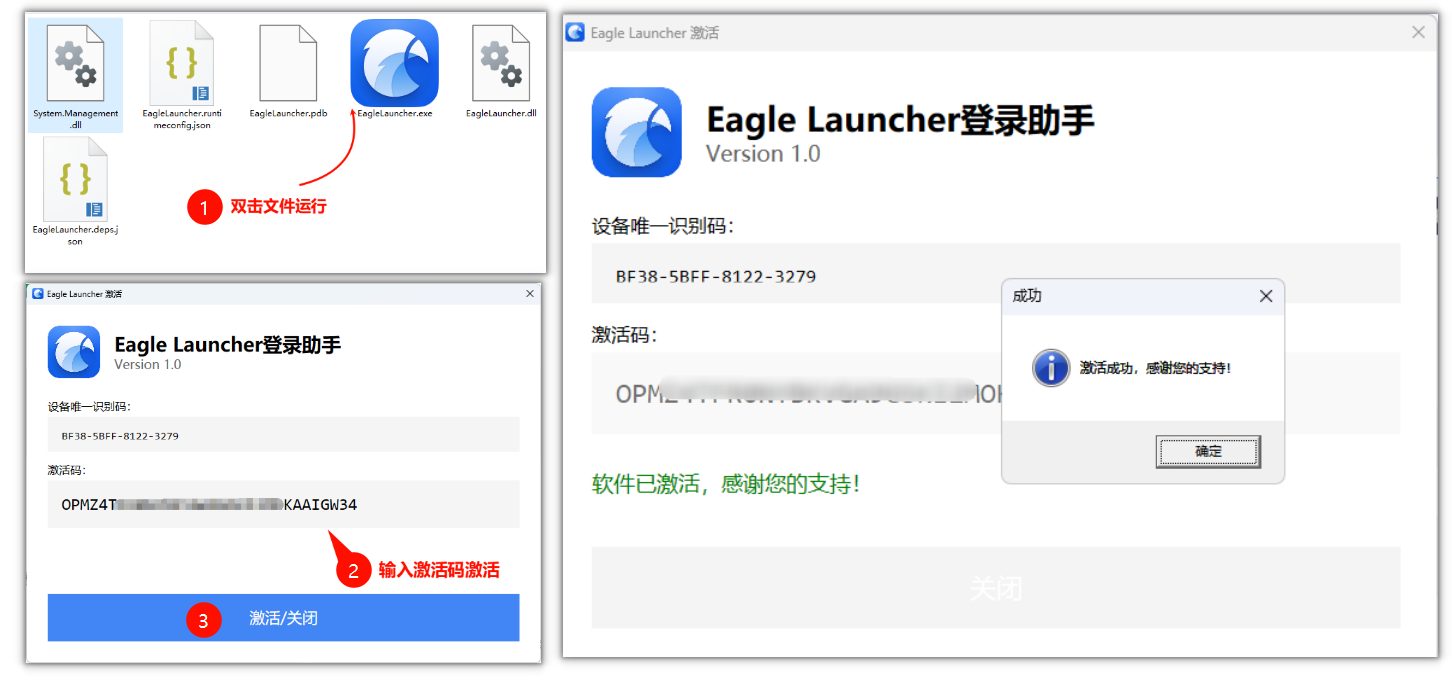 System.Management
.dll
EagleLauncher.runti
meconfig.json
EagleLauncher.pdb
EagleLauncher.exe
EagleLauncher.dll
EagleLauncher.deps.j
son
1 双击文件运行
Eagle Launcher 激活
Eagle Launcher登录助手
Version 1.0
设备唯一识别码:
BF38-5BFF-8122-3279
激活码:
OPMZ4T KAAIGW34
2 输入激活码激活
3 激活/关闭
Eagle Launcher 激活
Eagle Launcher登录助手
Version 1.0
设备唯一识别码:
BF38-5BFF-8122-3279
激活码:
OPM
成功
激活成功，感谢您的支持!
确定
软件已激活，感谢您的支持!
关闭